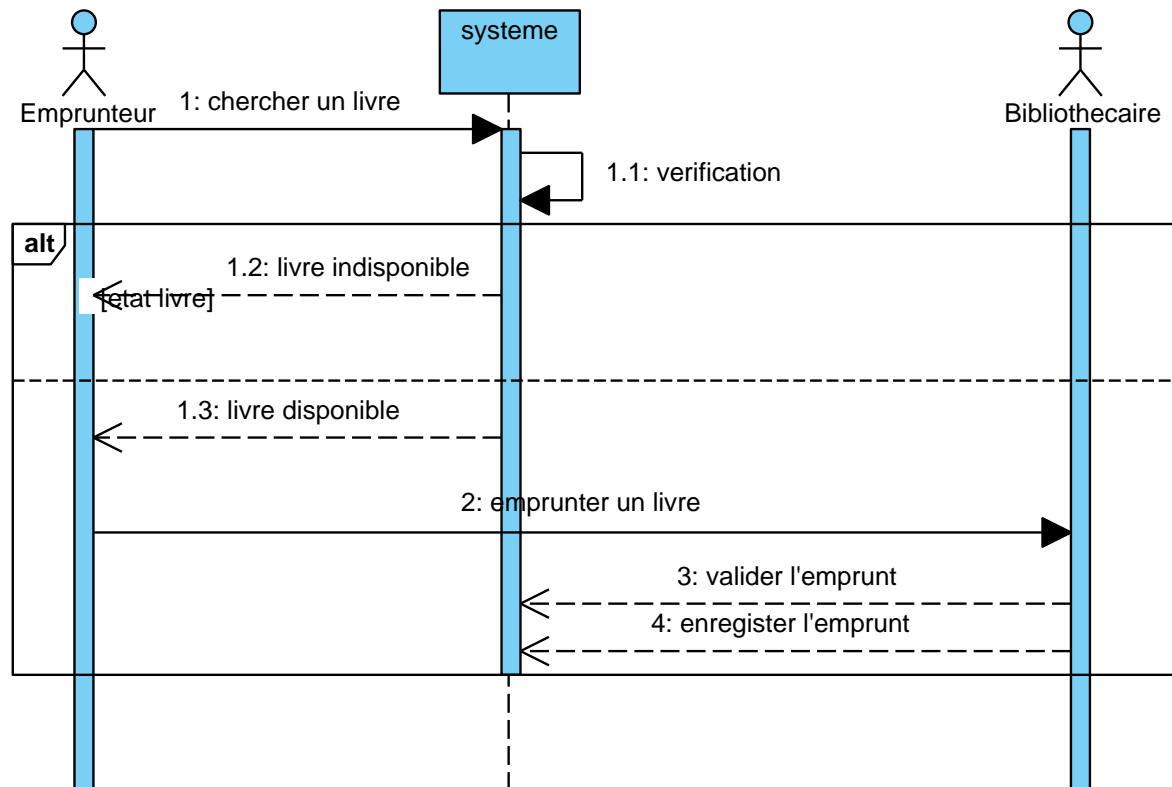 systeme
Emprunteur
Bibliothecaire
1: chercher un livre
1.1: verification
alt
1.2: livre indisponible
[etat livre]
1.3: livre disponible
2: emprunter un livre
3: valider l'emprunt
4: enregister l'emprunt